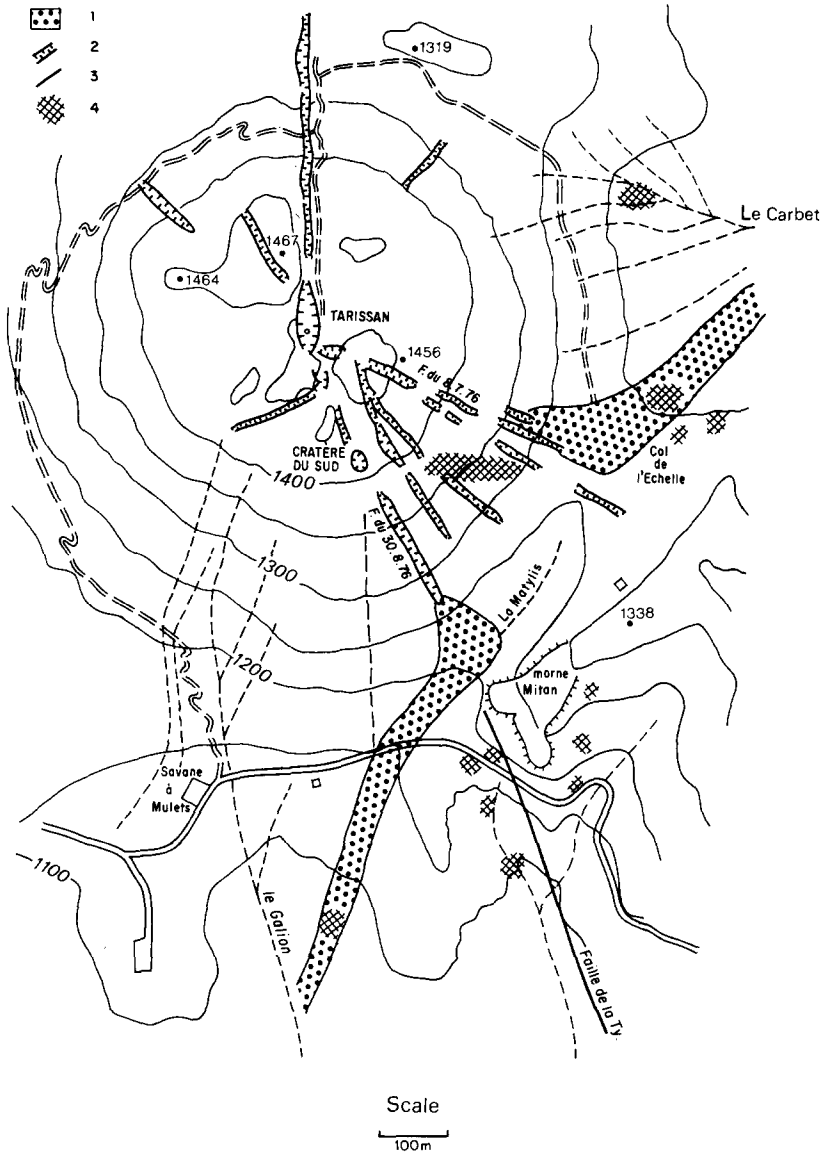 1
2
3
4
1319
Le Carbet
1467
1464
TARISSAN
1456
F. du 8.7.76
CRATÈRE
DU SUD
1400
Col
de
l'Echelle
F. du 30.8.76
1300
La Matylis
1338
1200
morne
Mitan
Savane
à
Mulets
1100
le Galion
Faille de la Ty
Scale
100m